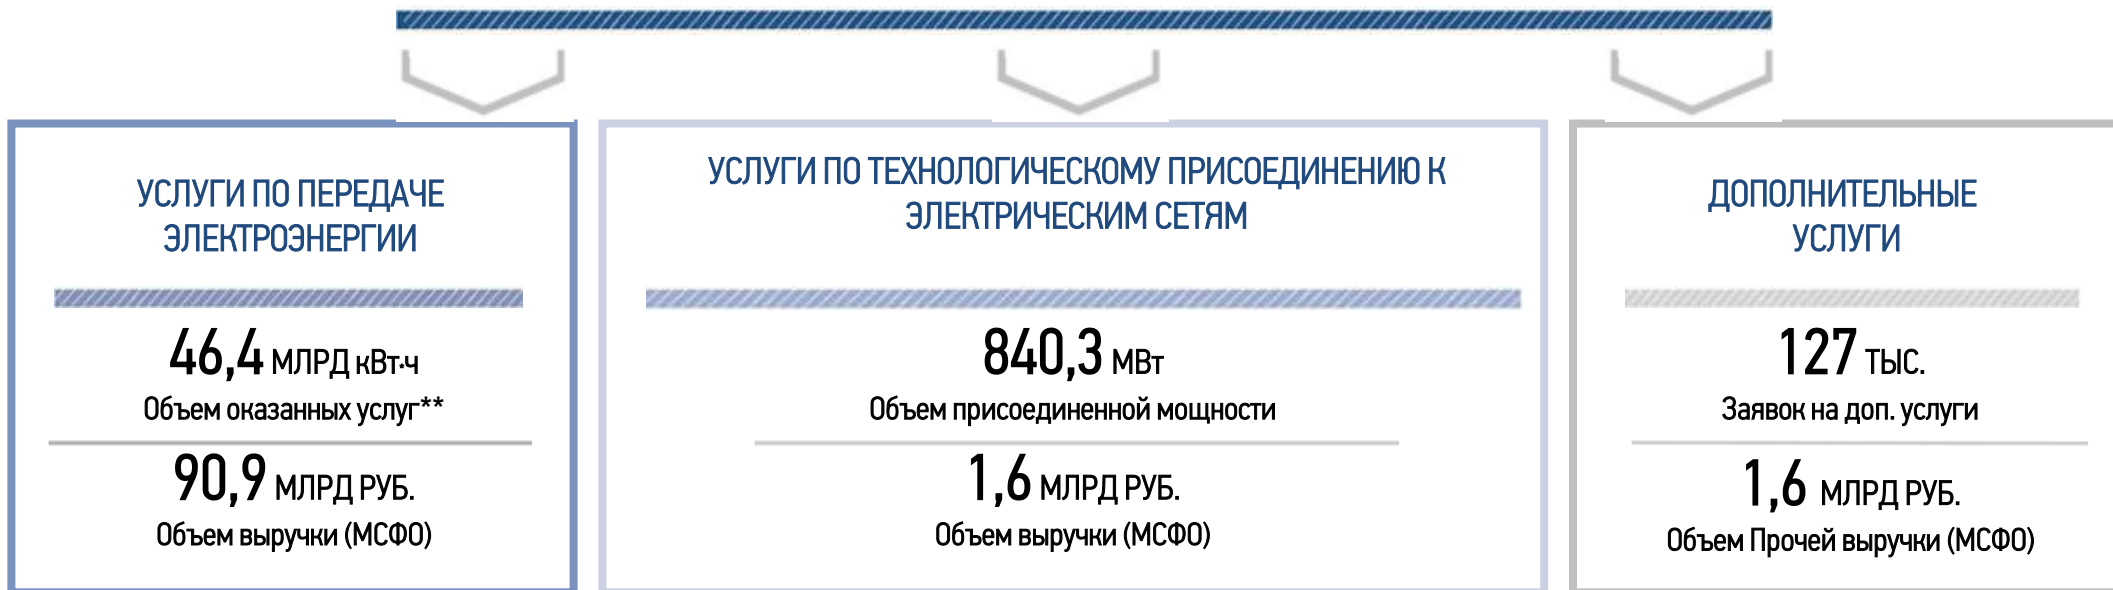 УСЛУГИ ПО ПЕРЕДАЧЕ
ЭЛЕКТРОЭНЕРГИИ
46,4 МЛРД кВт·ч
Объем оказанных услуг**
90,9 МЛРД РУБ.
Объем выручки (МСФО)
УСЛУГИ ПО ТЕХНОЛОГИЧЕСКОМУ ПРИСОЕДИНЕНИЮ К
ЭЛЕКТРИЧЕСКИМ СЕТЯМ
840,3 МВт
Объем присоединенной мощности
1,6 МЛРД РУБ.
Объем выручки (МСФО)
ДОПОЛНИТЕЛЬНЫЕ
УСЛУГИ
127 ТЫС.
Заявок на доп. услуги
1,6 МЛРД РУБ.
Объем Прочей выручки (МСФО)